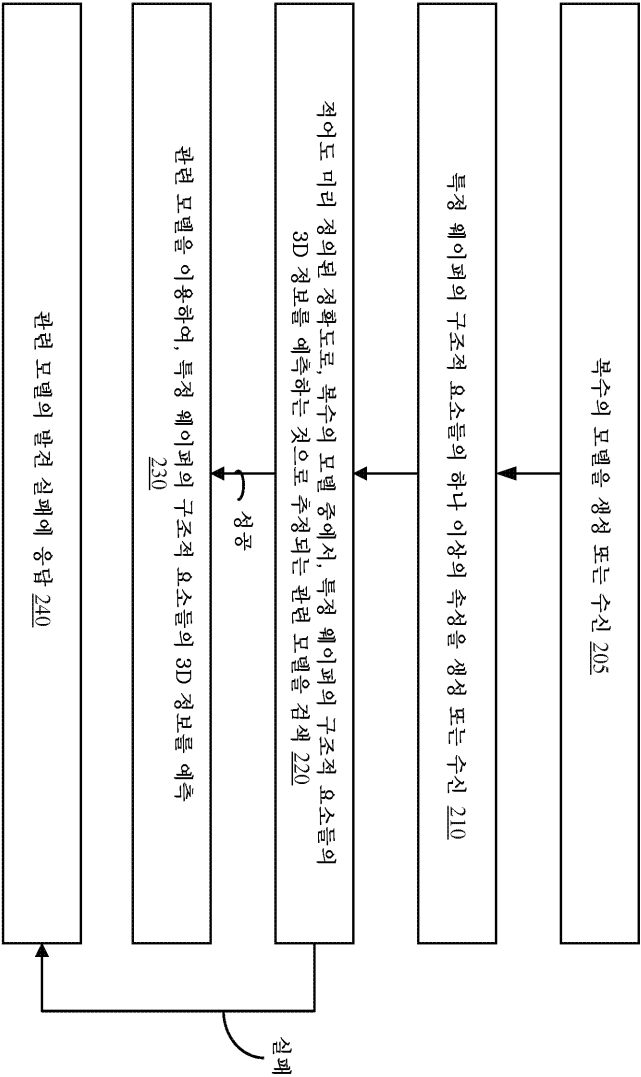 복수의 모델을 생성 또는 수신 205
특정 웨이퍼의 구조적 요소들의 하나 이상의 속성을 생성 또는 수신 210
적어도 미리 정의된 정확도로, 복수의 모델 중에서, 특정 웨이퍼의 구조적 요소들의
3D 정보를 예측하는 것으로 추정되는 관련 모델을 검색 220
성공
관련 모델을 이용하여, 특정 웨이퍼의 구조적 요소들의 3D 정보를 예측
230
실패
관련 모델의 발견 실패에 응답 240